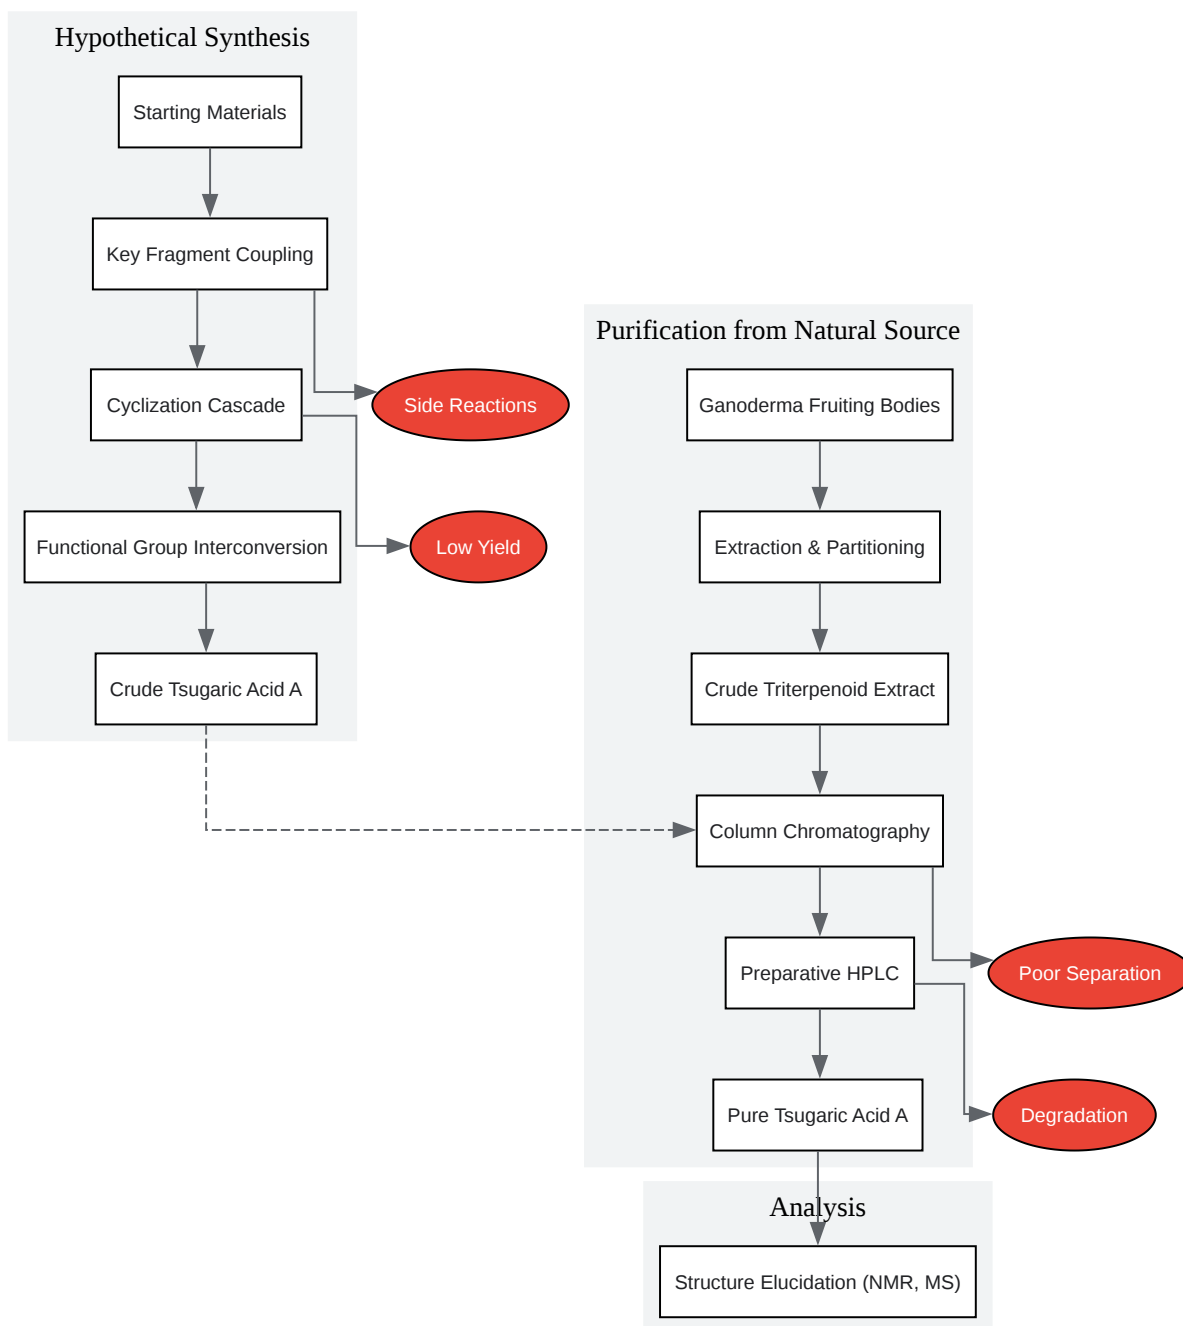 Hypothetical Synthesis
Starting Materials
Key Fragment Coupling
Cyclization Cascade
Side Reactions
Functional Group Interconversion
Low Yield
Crude Tsugaric Acid A
Purification from Natural Source
Ganoderma Fruiting Bodies
Extraction & Partitioning
Crude Triterpenoid Extract
Column Chromatography
Preparative HPLC
Poor Separation
Pure Tsugaric Acid A
Degradation
Analysis
Structure Elucidation (NMR, MS)